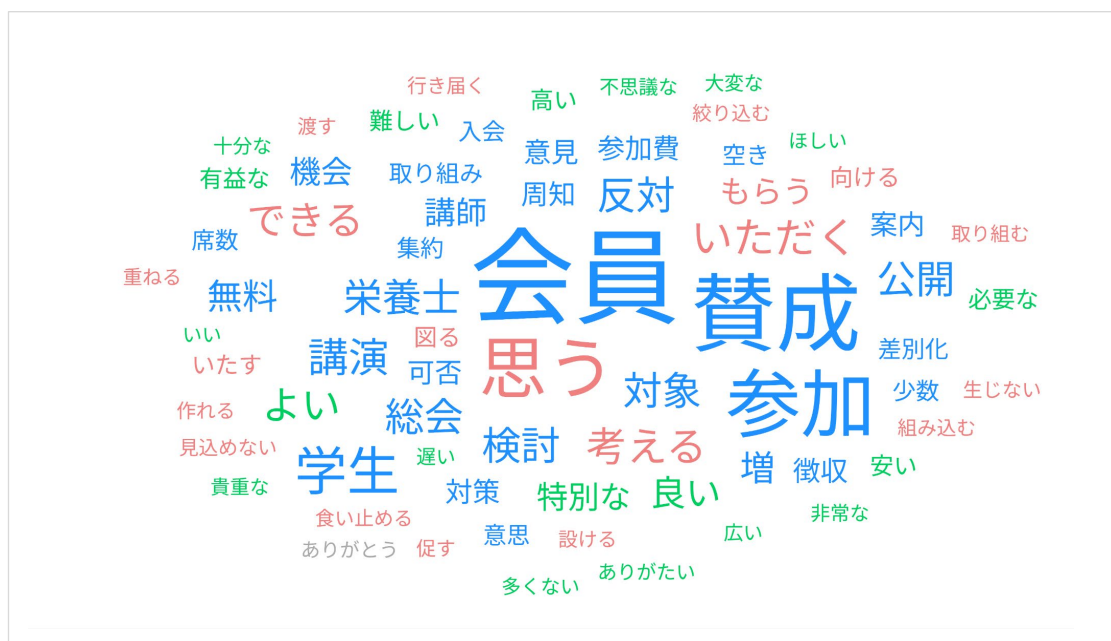 行き届く
高い
不思議な
大変な
渡す
難しい
入会
絞り込む
十分な
意見
参加費
空き
ほしい
有益な
機会
取り組み
周知
反対
もらう
向ける
できる
講師
いただく
案内
取り組む
席数
集約
会員
賛成
公開
重ねる
無料
栄養士
必要な
いい
図る
いたす
講演
可否
思う
対象
差別化
参加
少数
生じない
作れる
よい
総会
組み込む
見込めない
学生
遅い
検討
考える
増
徴収
安い
貴重な
対策
特別な
良い
食い止める
意思
設ける
広い
非常な
ありがとう
促す
多くない
ありがたい